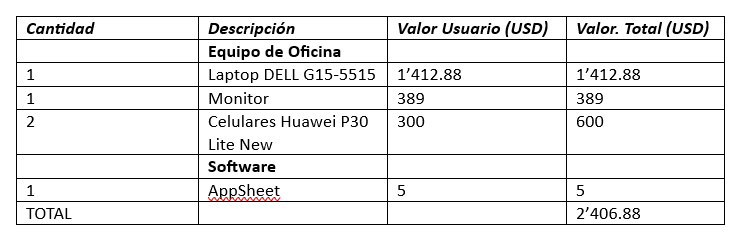 Cantidad Descripción Valor Usuario (USD) Valor. Total (USD)
Equipo de Oficina
1 Laptop DELL G15-5515 1’412.88 1’412.88
1 Monitor 389 389
2 Celulares Huawei P30 300 600
Lite New
Software
1 AppSheet 5 5
TOTAL 2’406.88